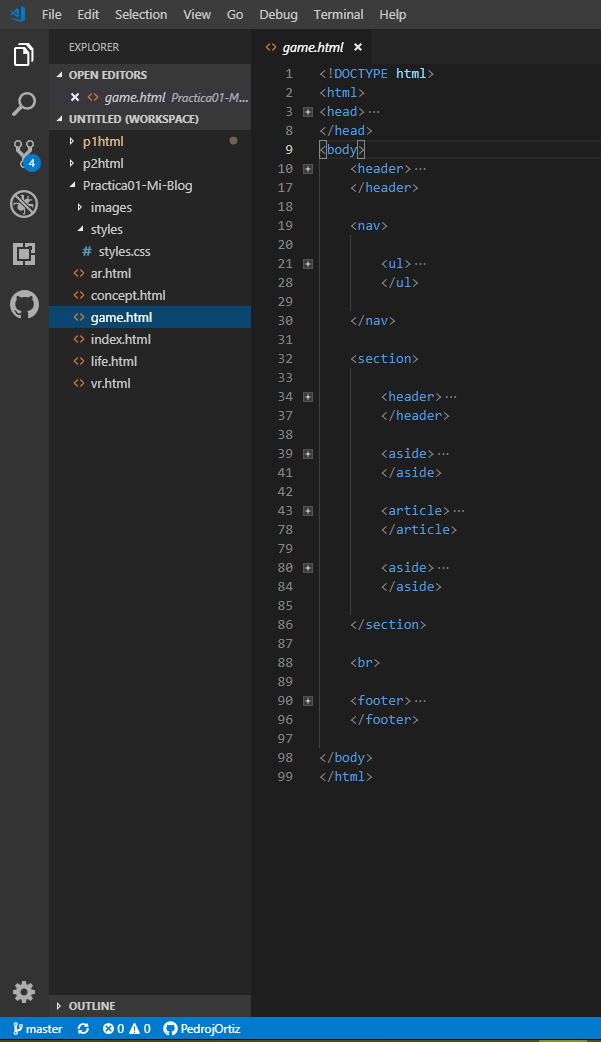 File Edit Selection View Go Debug Terminal Help
EXPLORER
OPEN EDITORS
game.html Practica01-M...
UNTITLED (WORKSPACE)
p1html
p2html
Practica01-Mi-Blog
images
styles
# styles.css
ar.html
concept.html
game.html
index.html
life.html
vr.html
OUTLINE
4
game.html
1 <!DOCTYPE html>
2 <html>
3 <head>...
8 </head>
9 <body>
10 <header>...
17 </header>
18
19 <nav>
20
21 <ul>...
28 </ul>
29
30 </nav>
31
32 <section>
33
34 <header>...
37 </header>
38
39 <aside>...
41 </aside>
42
43 <article>...
78 </article>
79
80 <aside>...
84 </aside>
85
86 </section>
87
88 <br>
89
90 <footer>...
96 </footer>
97
98 </body>
99 </html>
master 0 0 PedrojOrtiz